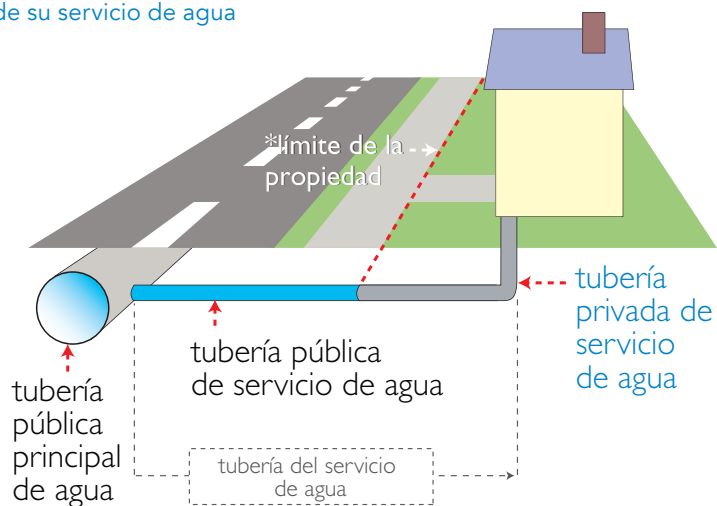 de su servicio de agua
*límite de la
propiedad
tubería
privada de
servicio
de agua
tubería pública
de servicio de agua
tubería
pública
principal
de agua
tubería del servicio
de agua